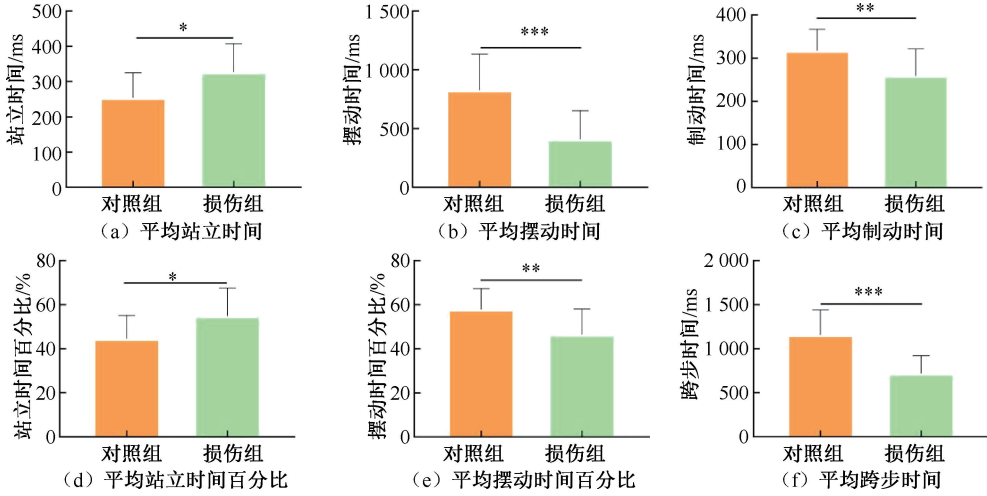 500
400
300
200
100
0
站立时间/ms
*
对照组 损伤组
(a) 平均站立时间
1 500
1 000
500
0
摆动时间/ms
***
对照组 损伤组
(b) 平均摆动时间
400
300
200
100
0
制动时间/ms
**
对照组 损伤组
(c) 平均制动时间
80
60
40
20
0
站立时间百分比/%
*
对照组 损伤组
(d) 平均站立时间百分比
80
60
40
20
0
摆动时间百分比/%
**
对照组 损伤组
(e) 平均摆动时间百分比
2 000
1 500
1 000
500
0
跨步时间/ms
***
对照组 损伤组
(f) 平均跨步时间